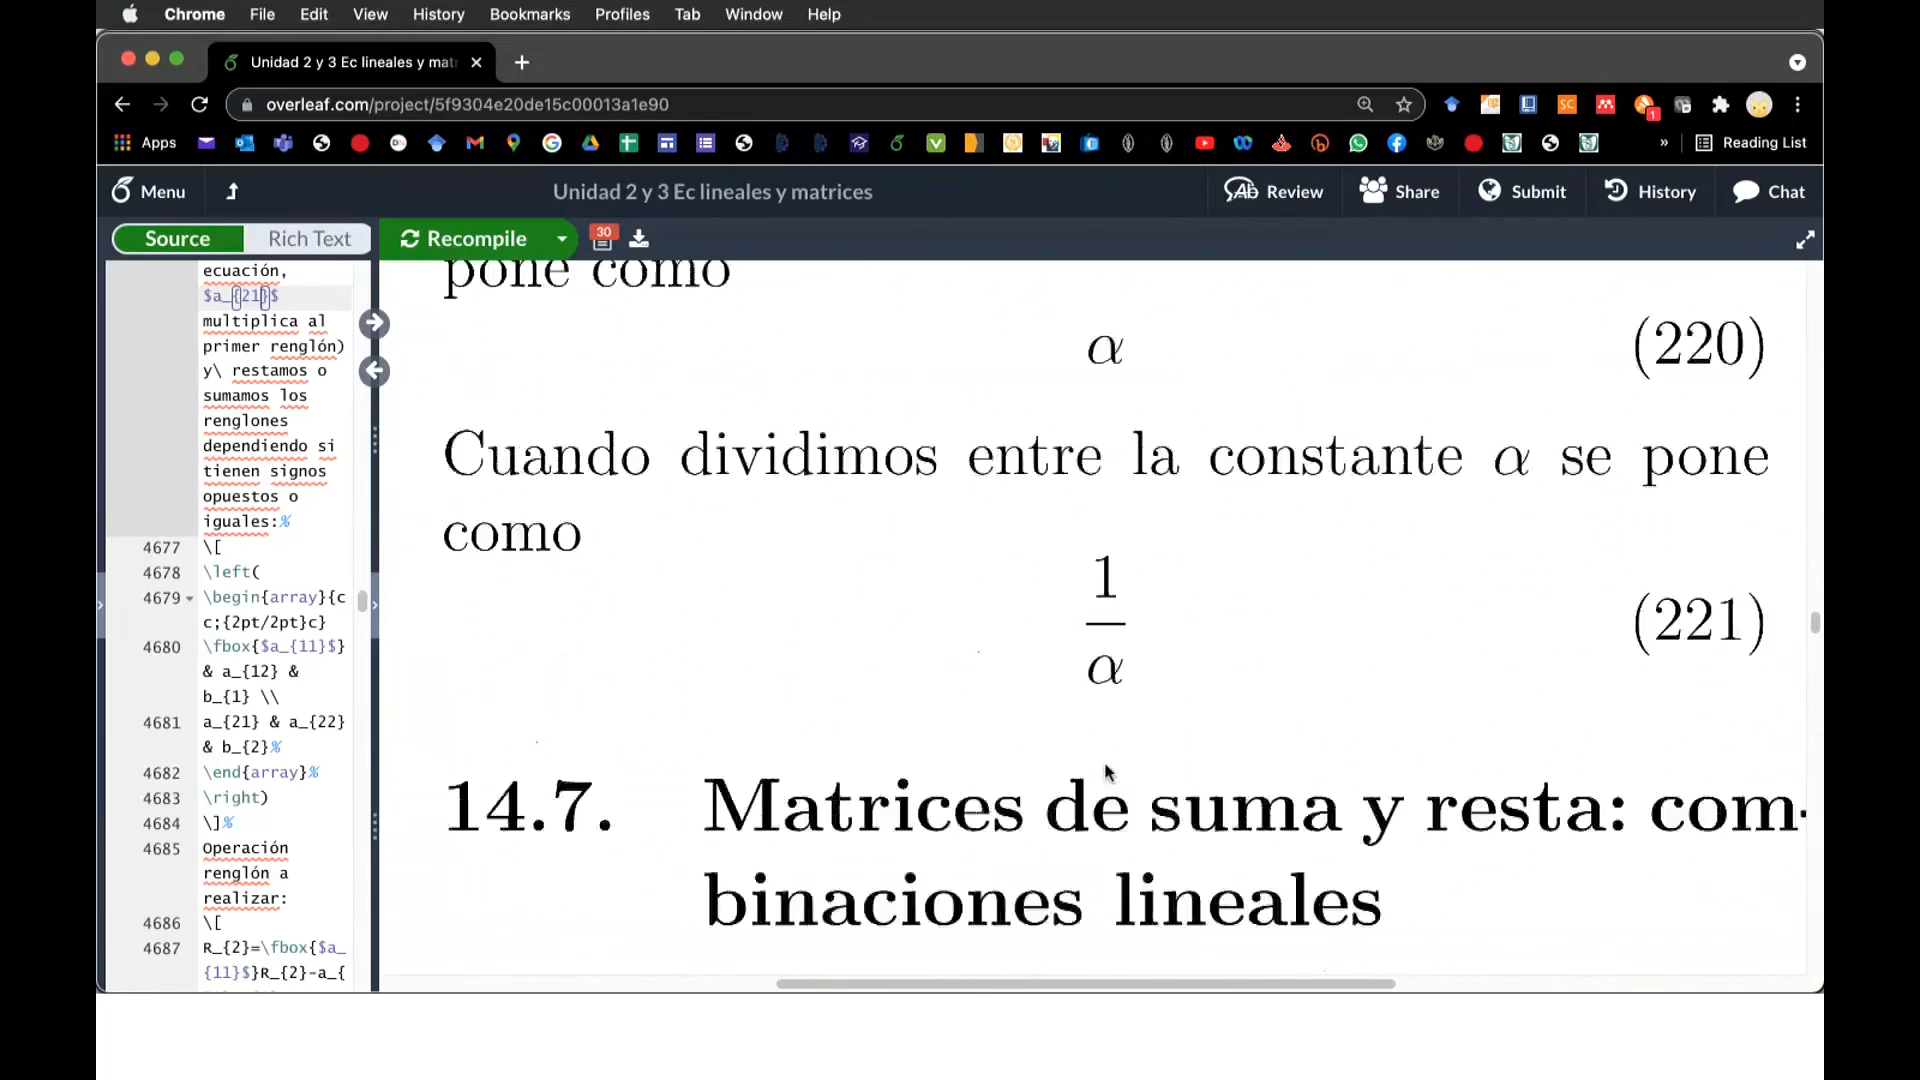 Chrome File Edit View History Bookmarks Profiles Tab Window Help
Unidad 2 y 3 Ec lineales y mat
overleaf.com/project/5f9304e20de15c00013a1e90
Apps
Reading List
Menu
Unidad 2 y 3 Ec lineales y matrices
Review
Share
Submit
History
Chat
Source
Rich Text
Recompile
30
ecuación,
$a_{21}$
multiplica al
primer renglón)
y\ restamos o
sumamos los
renglones
dependiendo si
tienen signos
opuestos o
iguales:%
4677 \[
4678 \left(
4679 \begin{array}{c
c;{2pt/2pt}c}
4680 \fbox{$a_{11}$}
& a_{12} &
b_{1} \\
4681 a_{21} & a_{22}
& b_{2}%
4682 \end{array}%
4683 \right)
4684 \]%
4685 Operación
renglón a
realizar:
4686 \[
4687 R_{2}=\fbox{$a_
{11}$}R_{2}-a_{
pone como
α (220)
Cuando dividimos entre la constante α se pone
como
1
α
(221)
14.7. Matrices de suma y resta: com-
binaciones lineales